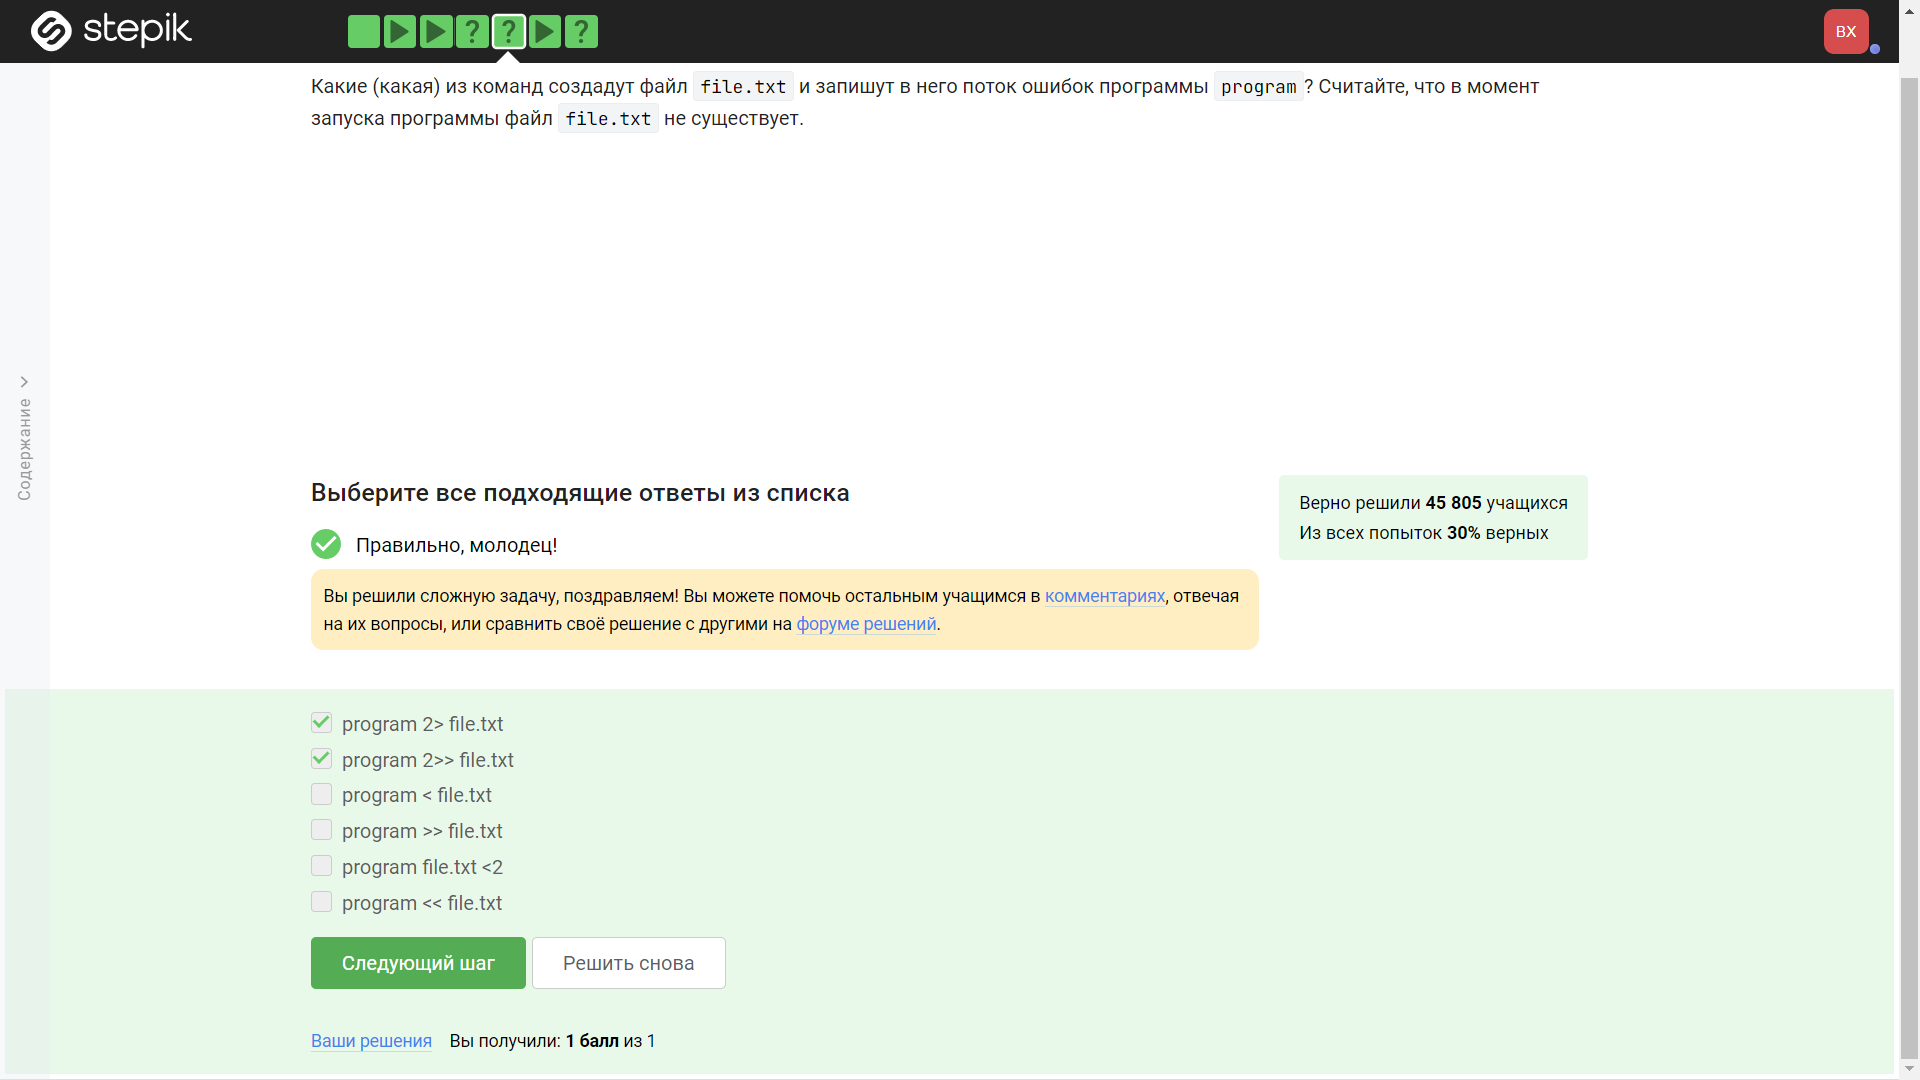 stepik
? ? ?
BX
Какие (какая) из команд создадут файл file.txt и запишут в него поток ошибок программы program? Считайте, что в момент
запуска программы файл file.txt не существует.
Содержание
Выберите все подходящие ответы из списка
Верно решили 45 805 учащихся
Из всех попыток 30% верных
Правильно, молодец!
Вы решили сложную задачу, поздравляем! Вы можете помочь остальным учащимся в комментариях, отвечая
на их вопросы, или сравнить своё решение с другими на форуме решений.
program 2> file.txt
program 2>> file.txt
program < file.txt
program >> file.txt
program file.txt <2
program << file.txt
Следующий шаг
Решить снова
Ваши решения Вы получили: 1 балл из 1